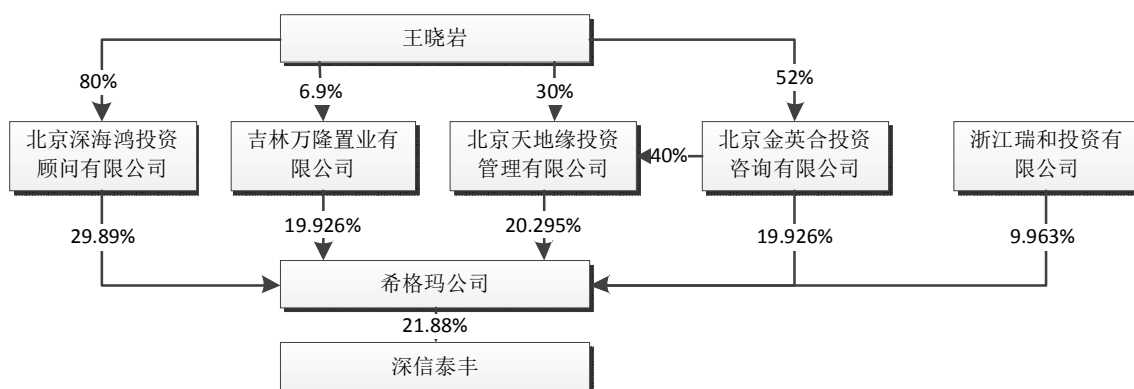 王晓岩
80%
6.9%
30%
52%
北京深海鸿投资
顾问有限公司
吉林万隆置业有
限公司
北京天地缘投资
管理有限公司
40%
北京金英合投资
咨询有限公司
浙江瑞和投资有
限公司
29.89%
19.926%
20.295%
19.926%
9.963%
希格玛公司
21.88%
深信泰丰